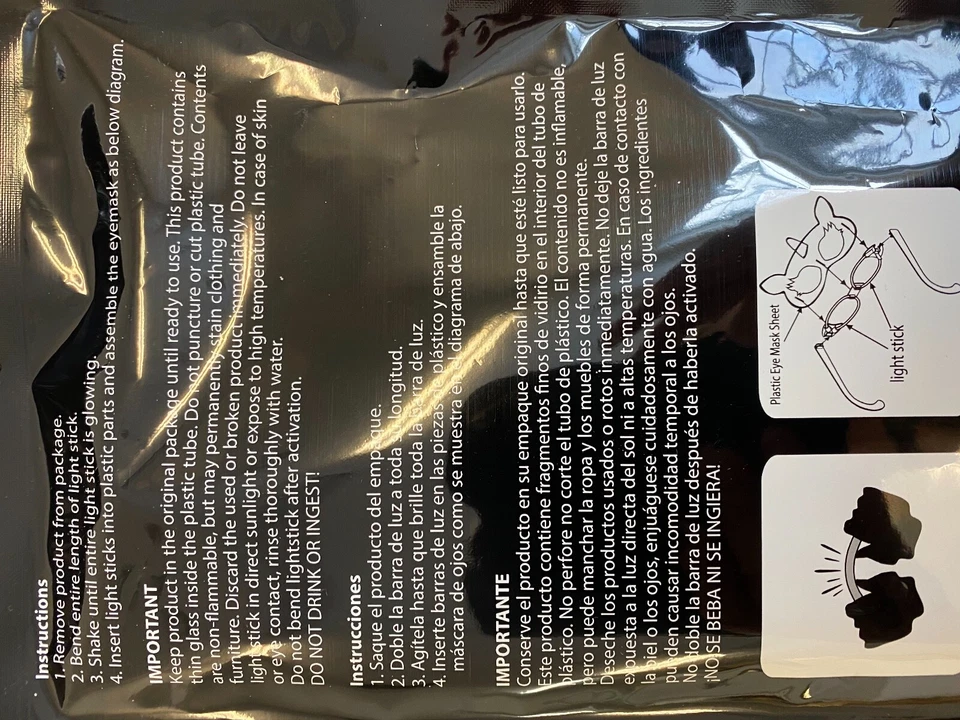 Instructions
1. Remove product from package.
2. Bend entire length of light stick.
3. Shake until entire light stick is glowing.
4. Insert light sticks into plastic parts and assemble the eyemask as below diagram.
IMPORTANT
Keep product in the original package until ready to use. This product contains
thin glass inside the plastic tube. Do not puncture or cut plastic tube. Contents
are non-flammable, but may permanently stain clothing and
furniture. Discard the used or broken product immediately. Do not leave
lightstick in direct sunlight or expose to high temperatures. In case of skin
or eye contact, rinse thoroughly with water.
Do not bend lightstick after activation.
DO NOT DRINK OR INGEST!
Instrucciones
1. Saque el producto del empaque.
2. Doble la barra de luz a toda su longitud.
3. Agítela hasta que brille toda la barra de luz.
4. Inserte barras de luz en las piezas de plástico y ensamble la
máscara de ojos como se muestra en el diagrama de abajo.
IMPORTANTE
Conserve el producto en su empaque original hasta que esté listo para usarlo.
Este producto contiene fragmentos finos de vidirio en el interior del tubo de
plástico. No perfore no corte el tubo de plástico. El contenido no es inflamable,
pero puede manchar la ropa y los muebles de forma permanente.
Deseche los productos usados o rotos inmediatamente. No deje la barra de luz
expuesta a la luz directa del sol ni a altas temperaturas. En caso de contacto con
la piel o los ojos, enjuáguese cuidadosamente con agua. Los ingredientes
pueden causar incomodidad temporal a los ojos.
No doble la barra de luz después de haberla activado.
¡NO SE BEBA NI SE INGIERA!
Plastic Eye Mask Sheet
light stick